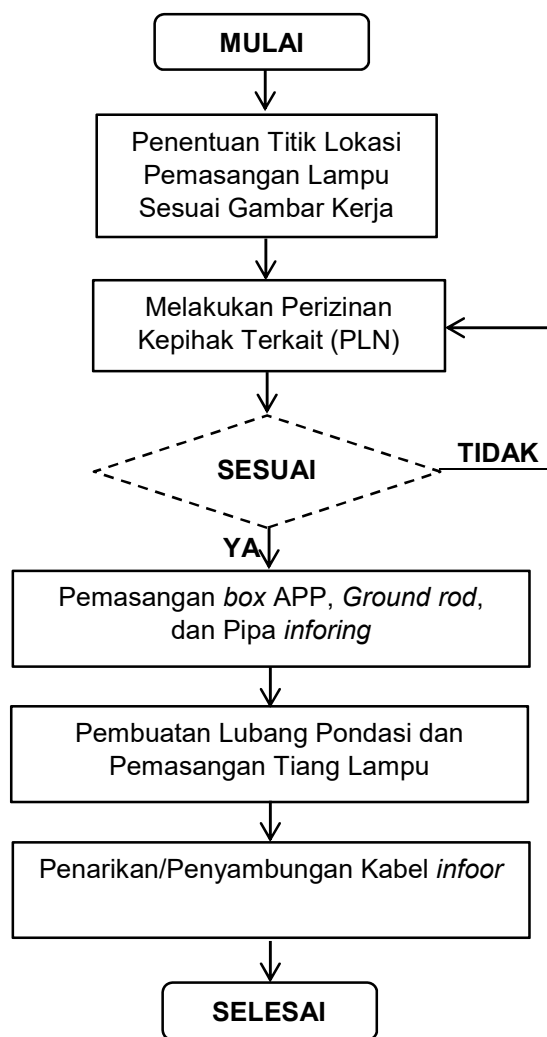 MULAI
Penentuan Titik Lokasi
Pemasangan Lampu
Sesuai Gambar Kerja
Melakukan Perizinan
Kepihak Terkait (PLN)
SESUAI
TIDAK
YA
Pemasangan box APP, Ground rod,
dan Pipa inforing
Pembuatan Lubang Pondasi dan
Pemasangan Tiang Lampu
Penarikan/Penyambungan Kabel infoor
SELESAI